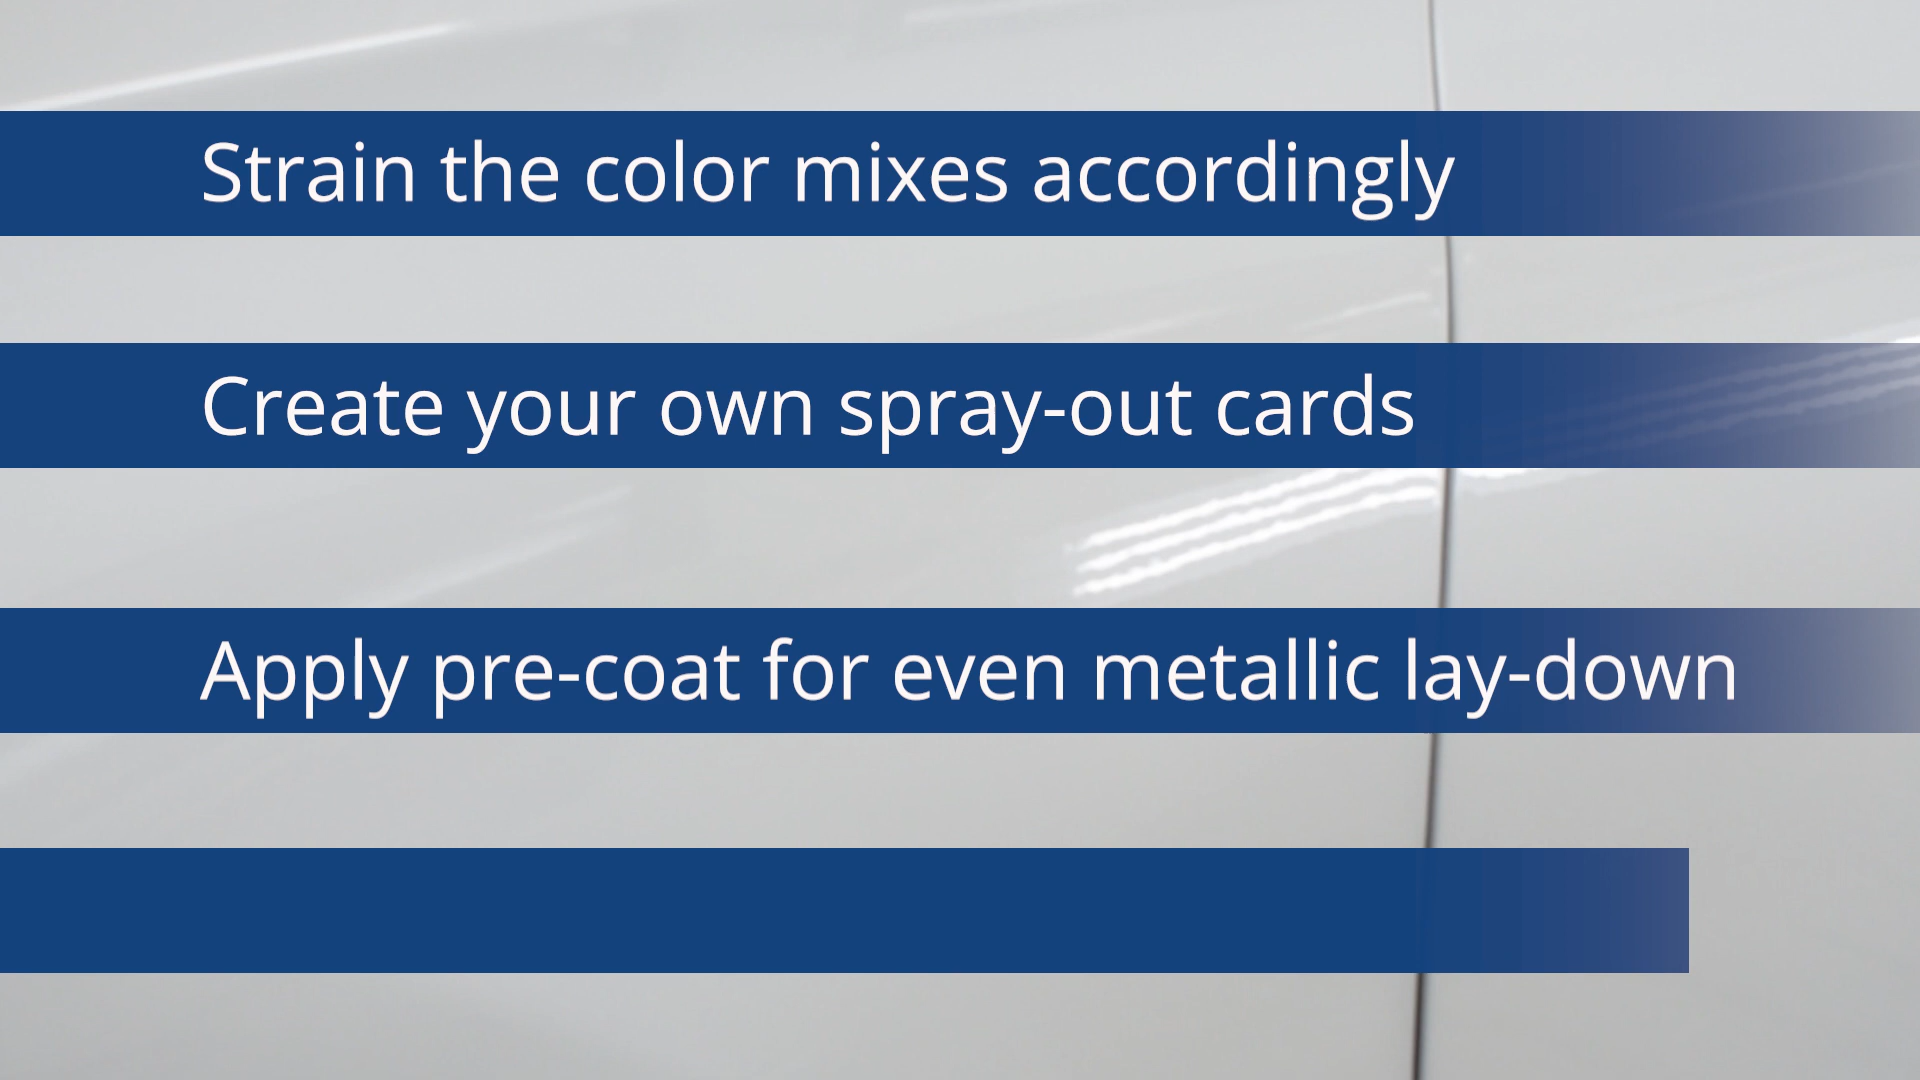 Strain the color mixes accordingly
Create your own spray-out cards
Apply pre-coat for even metallic lay-down